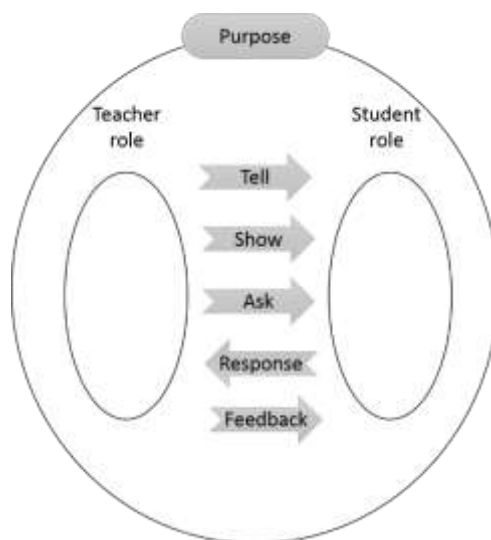 Purpose
Teacher
role
Student
role
Tell
Show
Ask
Response
Feedback